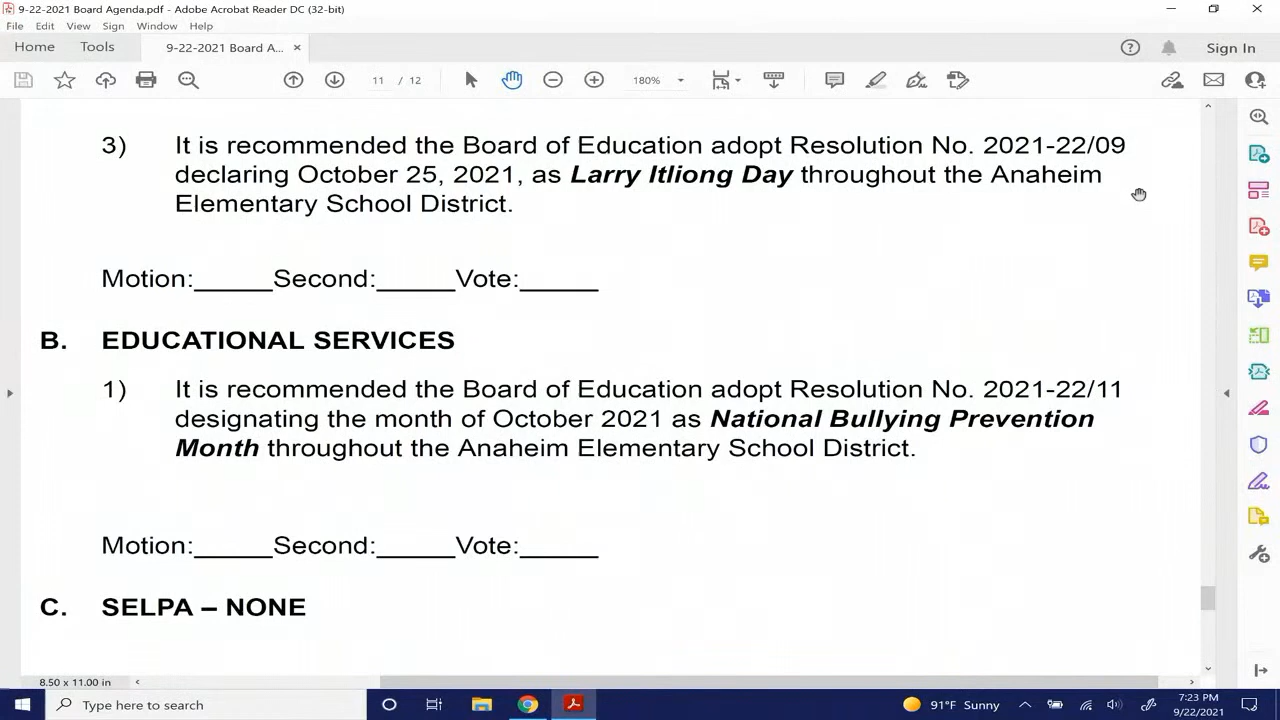 9-22-2021 Board Agenda.pdf - Adobe Acrobat Reader DC (32-bit)
File Edit View Sign Window Help
Home Tools 9-22-2021 Board A... × Sign In
11 / 12 180%
3) It is recommended the Board of Education adopt Resolution No. 2021-22/09
declaring October 25, 2021, as Larry Itliong Day throughout the Anaheim
Elementary School District.
Motion:______Second:______Vote:______
B. EDUCATIONAL SERVICES
1) It is recommended the Board of Education adopt Resolution No. 2021-22/11
designating the month of October 2021 as National Bullying Prevention
Month throughout the Anaheim Elementary School District.
Motion:______Second:______Vote:______
C. SELPA – NONE
8.50 x 11.00 in
Type here to search 91°F Sunny 7:23 PM
9/22/2021